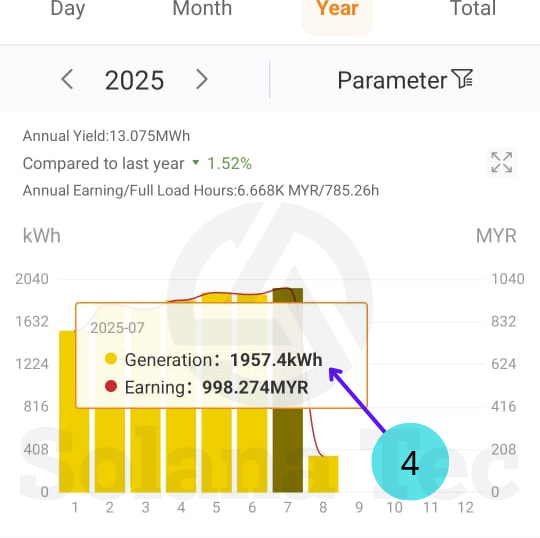 Day Month Year Total
2025 Parameter
Annual Yield:13.075MWh
Compared to last year 1.52%
Annual Earning/Full Load Hours:6.668K MYR/785.26h
kWh MYR
2040 1040
1632 832
2025-07
1224 Generation: 1957.4kWh 624
Earning: 998.274MYR
816 416
408 208
4
Solana Tec
0 0
1 2 3 4 5 6 7 8 9 10 11 12